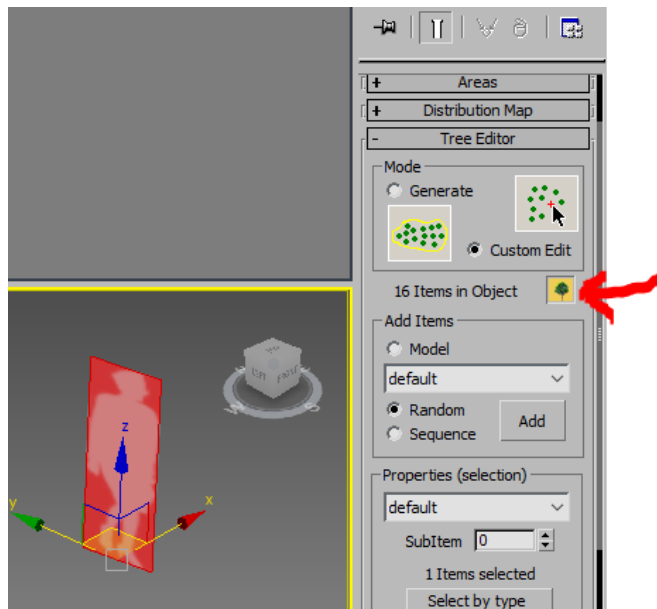 + Areas
+ Distribution Map
- Tree Editor
Mode
Generate
Custom Edit
16 Items in Object
Add Items
Model
default
Random
Sequence
Add
Properties (selection)
default
SubItem 0
1 Items selected
Select by type
z
y
x